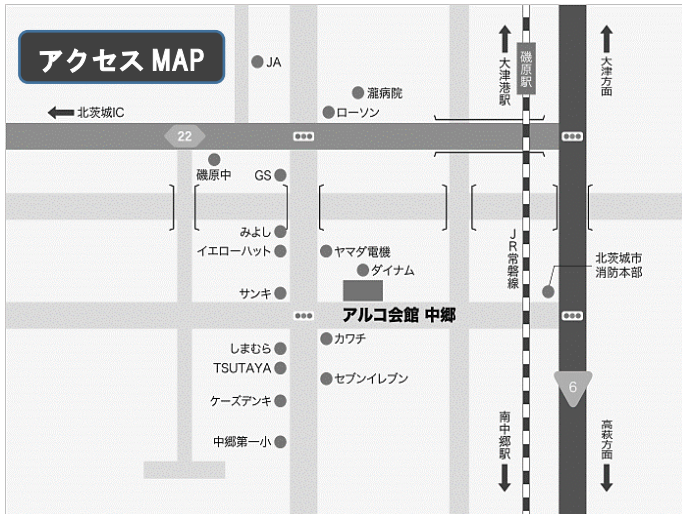 アクセス MAP
JA
瀧病院
ローソン
北茨城IC
22
磯原中
GS
みよし
イエローハット
ヤマダ電機
ダイナム
サンキ
アルコ会館 中郷
しまむら
カワチ
TSUTAYA
セブンイレブン
ケーズデンキ
中郷第一小
大津港駅
磯原駅
大津方面
JR常磐線
北茨城市
消防本部
6
南中郷駅
高萩方面